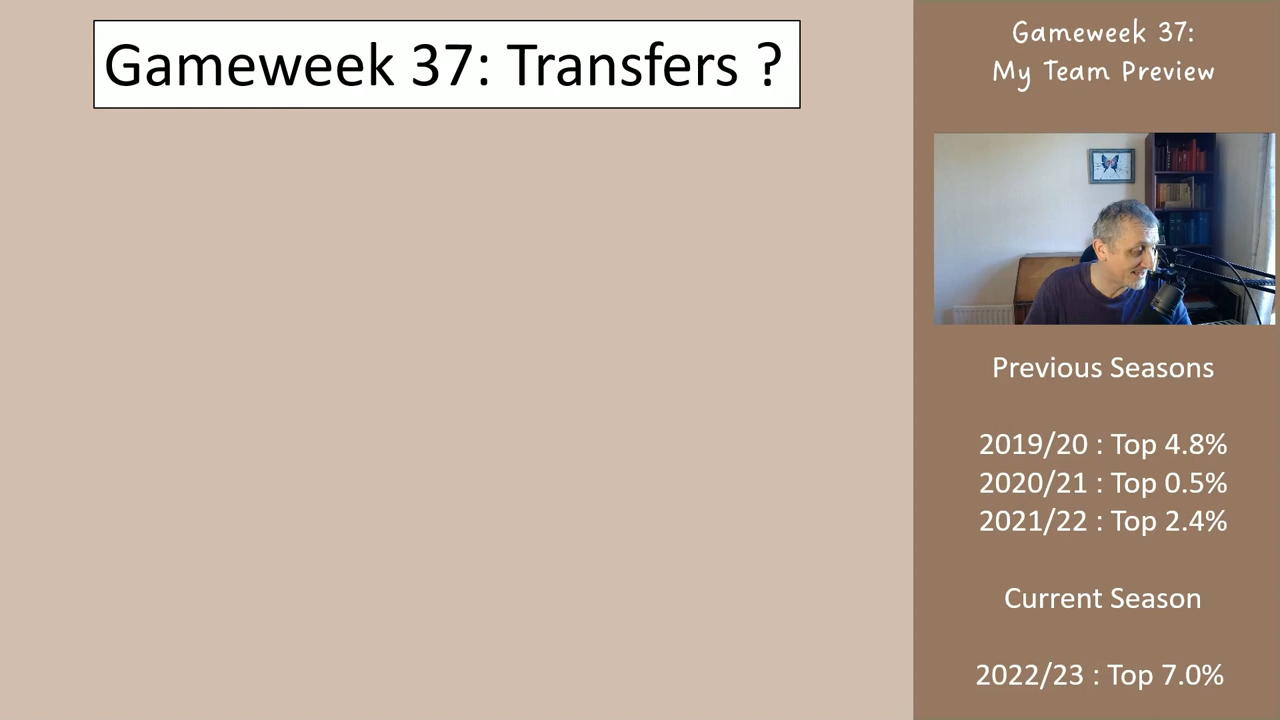 Gameweek 37: Transfers ?
Gameweek 37:
My Team Preview
Previous Seasons
2019/20 : Top 4.8%
2020/21 : Top 0.5%
2021/22 : Top 2.4%
Current Season
2022/23 : Top 7.0%